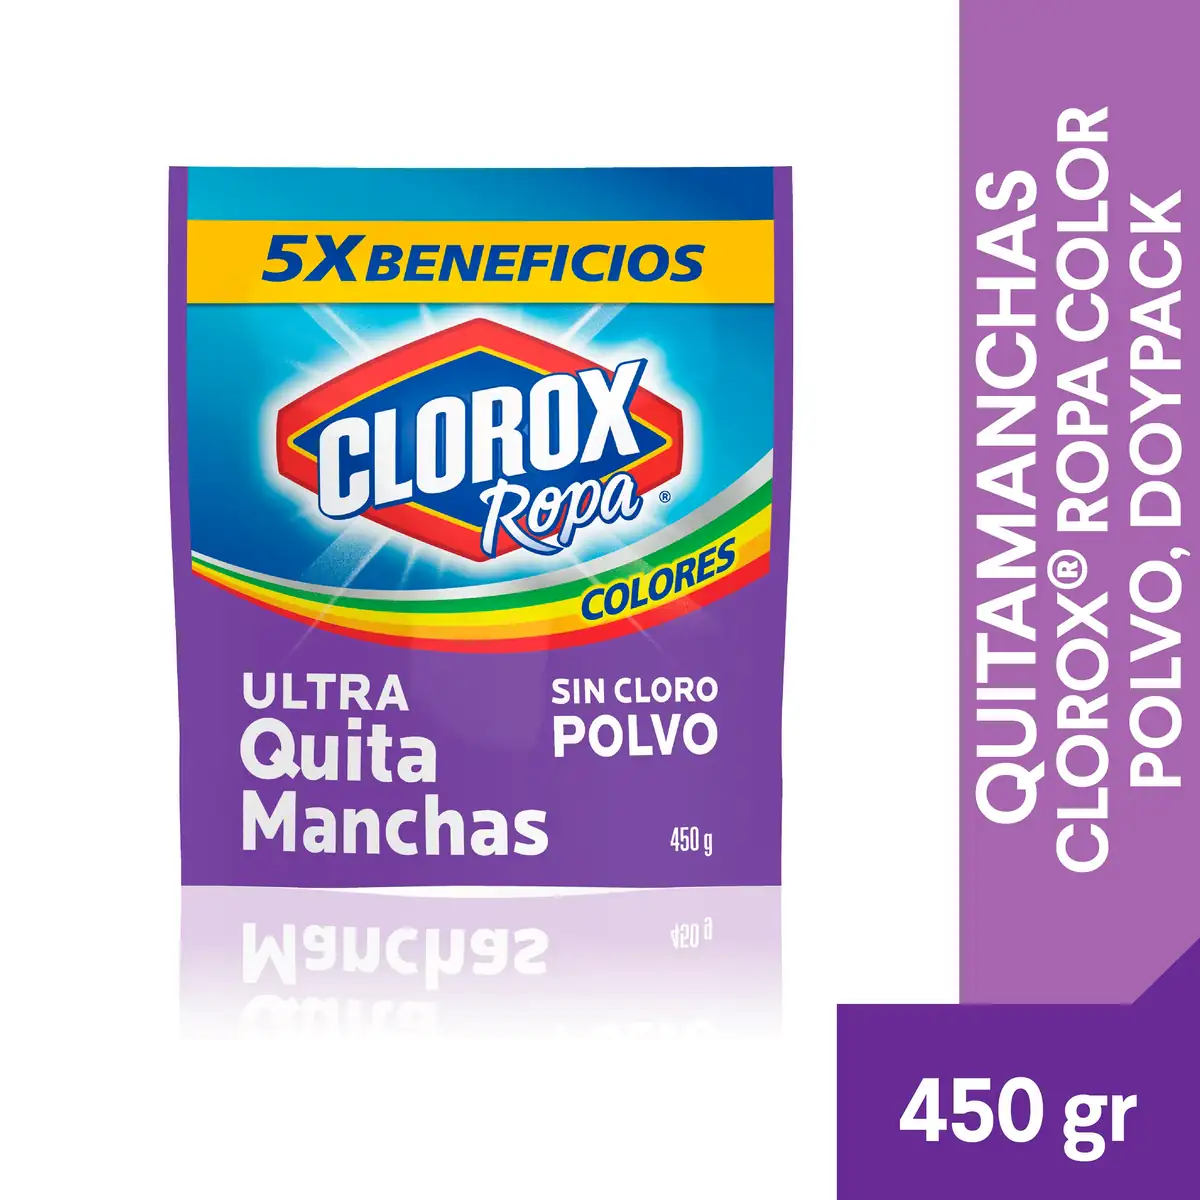 5X BENEFICIOS
CLOROX
Ropa ®
COLORES
ULTRA
Quita
Manchas
SIN CLORO
POLVO
450 g
QUITAMANCHAS
CLOROX® ROPA COLOR
POLVO, DOYPACK
450 gr